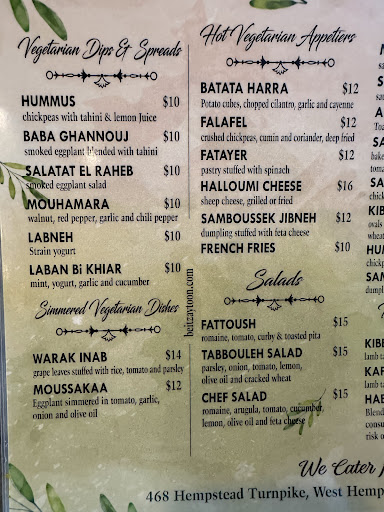 Vegetarian Dips & Spreads
HUMMUS $10
chickpeas with tahini & lemon Juice
BABA GHANNOUJ $10
smoked eggplant blended with tahini
SALATAT EL RAHEB $10
smoked eggplant salad
MOUHAMARA $10
walnut, red pepper, garlic and chili pepper
LABNEH $10
Strain yogurt
LABAN Bi KHIAR $10
mint, yogurt, garlic and cucumber
Simmered Vegetarian Dishes
WARAK INAB $14
grape leaves stuffed with rice, tomato and parsley
MOUSSAKAA $12
Eggplant simmered in tomato, garlic,
onion and olive oil
beitzaytoon.com
Hot Vegetarian Appetiers
BATATA HARRA $12
Potato cubes, chopped cilantro, garlic and cayenne
FALAFEL $12
crushed chickpeas, cumin and coriander, deep fried
FATAYER $12
pastry stuffed with spinach
HALLOUMI CHEESE $16
sheep cheese, grilled or fried
SAMBOUSSEK JIBNEH $12
dumpling stuffed with feta cheese
FRENCH FRIES $10
Salads
FATTOUSH $15
romaine, tomato, curby & toasted pita
TABBOULEH SALAD $15
parsley, onion, tomato, lemon,
olive oil and cracked wheat
CHEF SALAD $15
romaine, arugula, tomato, cucumber,
lemon, olive oil and feta cheese
We Cater
468 Hempstead Turnpike, West Hemp